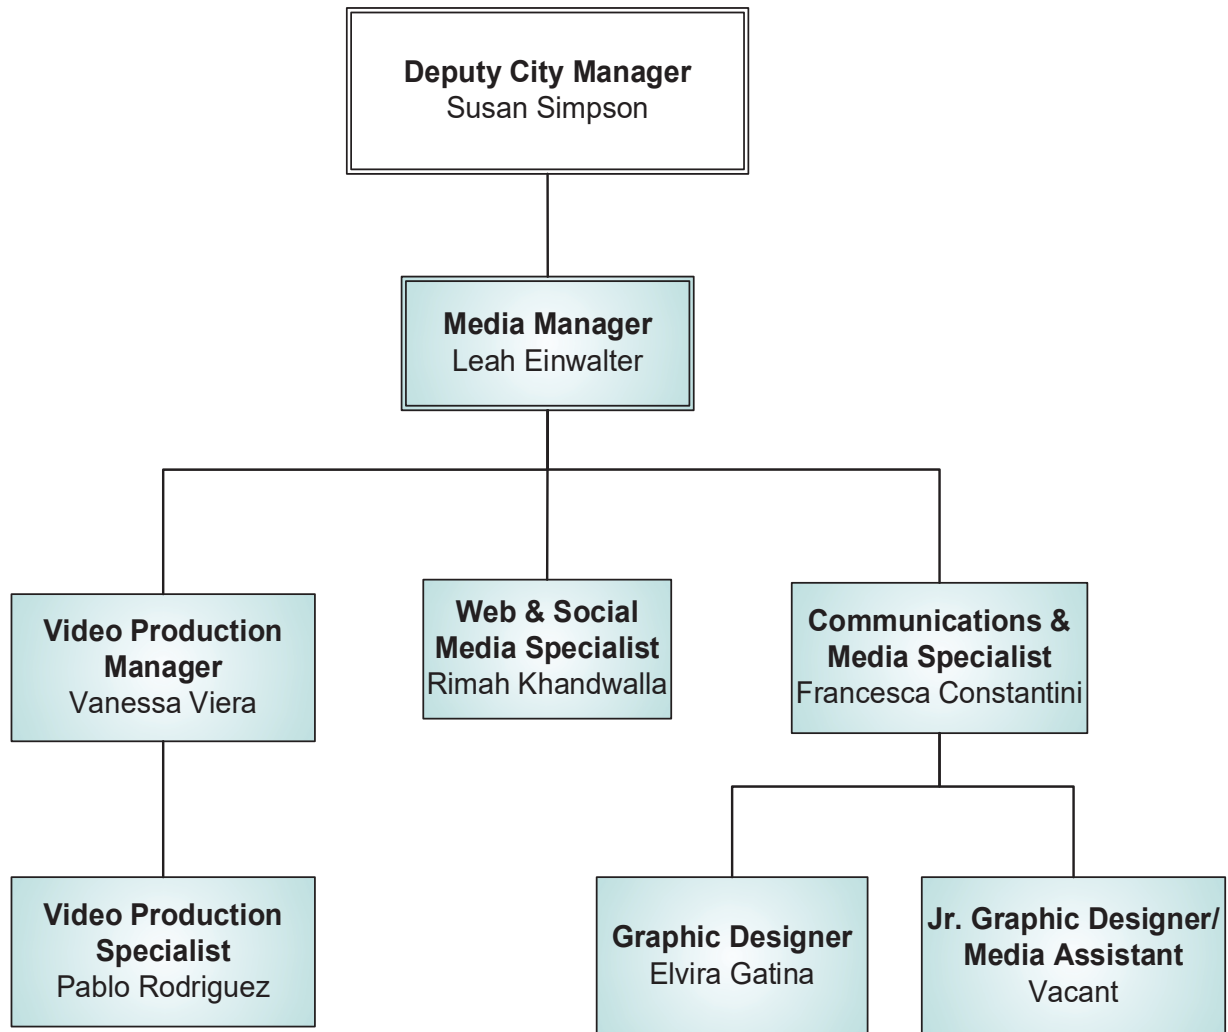 Deputy City Manager
Susan Simpson
Media Manager
Leah Einwalter
Video Production
Manager
Vanessa Viera
Web & Social
Media Specialist
Rimah Khandwalla
Communications &
Media Specialist
Francesca Constantini
Video Production
Specialist
Pablo Rodriguez
Graphic Designer
Elvira Gatina
Jr. Graphic Designer/
Media Assistant
Vacant